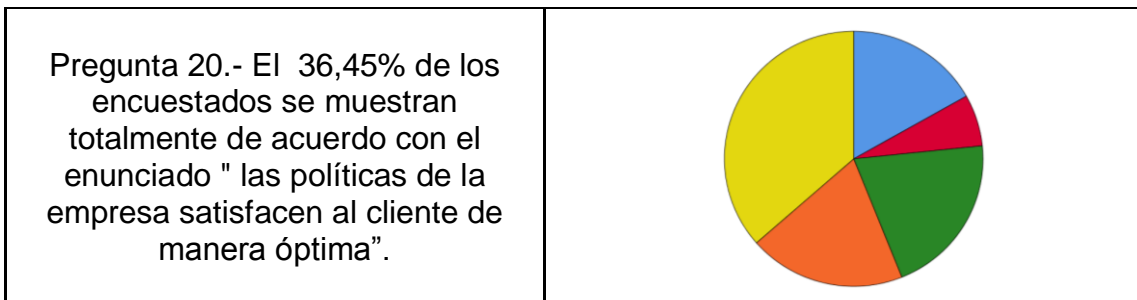 Pregunta 20.- El  36,45% de los
encuestados se muestran
totalmente de acuerdo con el
enunciado " las políticas de la
empresa satisfacen al cliente de
manera óptima”.